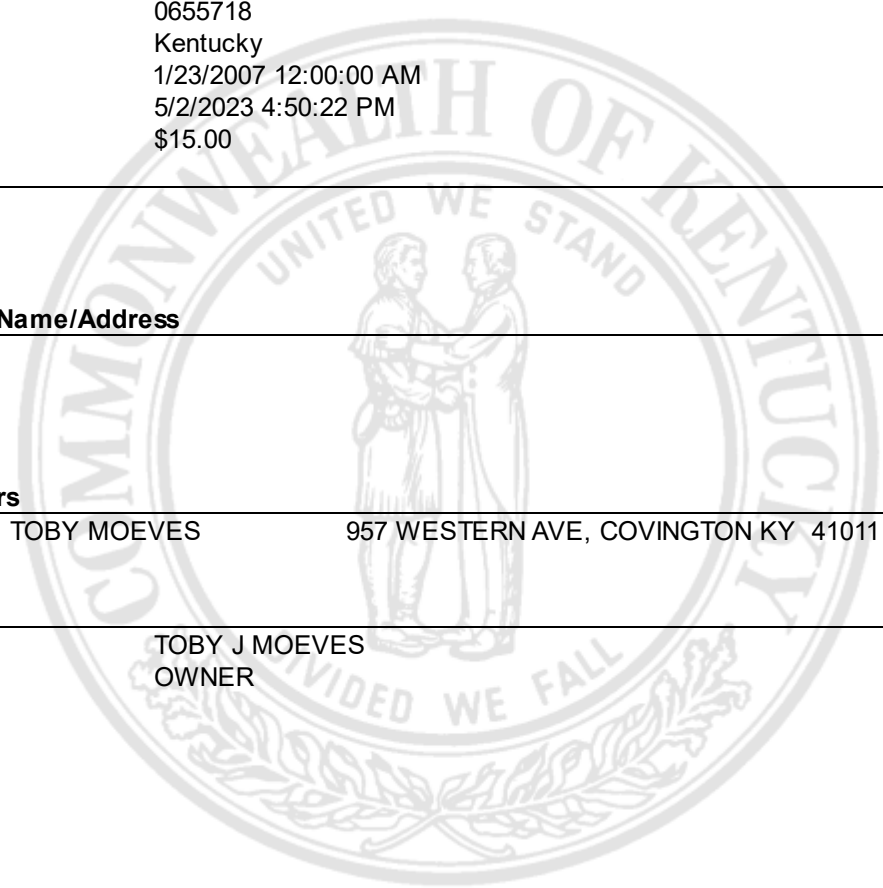 0655718
Kentucky
1/23/2007 12:00:00 AM
5/2/2023 4:50:22 PM
$15.00
COMMONWEALTH OF KENTUCKY
UNITED WE STAND
Name/Address
rs
TOBY MOEVES 957 WESTERN AVE, COVINGTON KY 41011
TOBY J MOEVES
OWNER
DIVIDED WE FALL